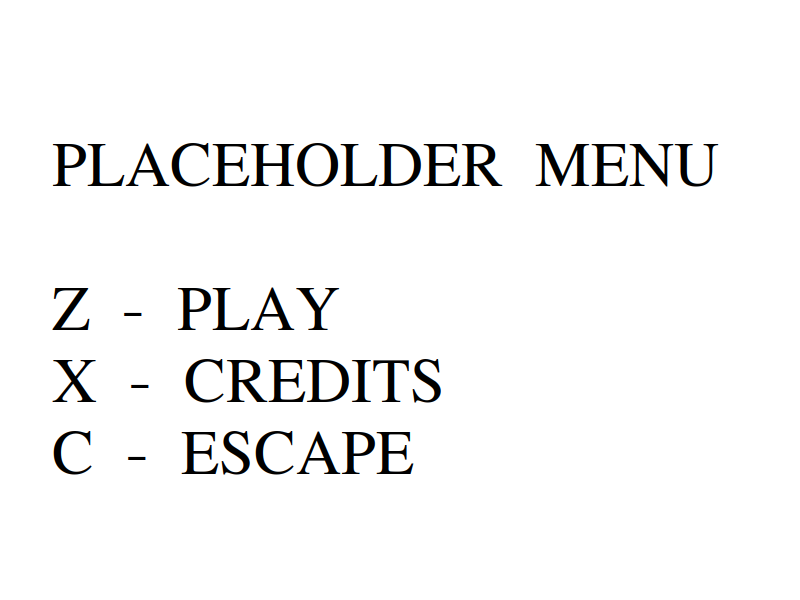 PLACEHOLDER MENU
Z - PLAY
X - CREDITS
C - ESCAPE